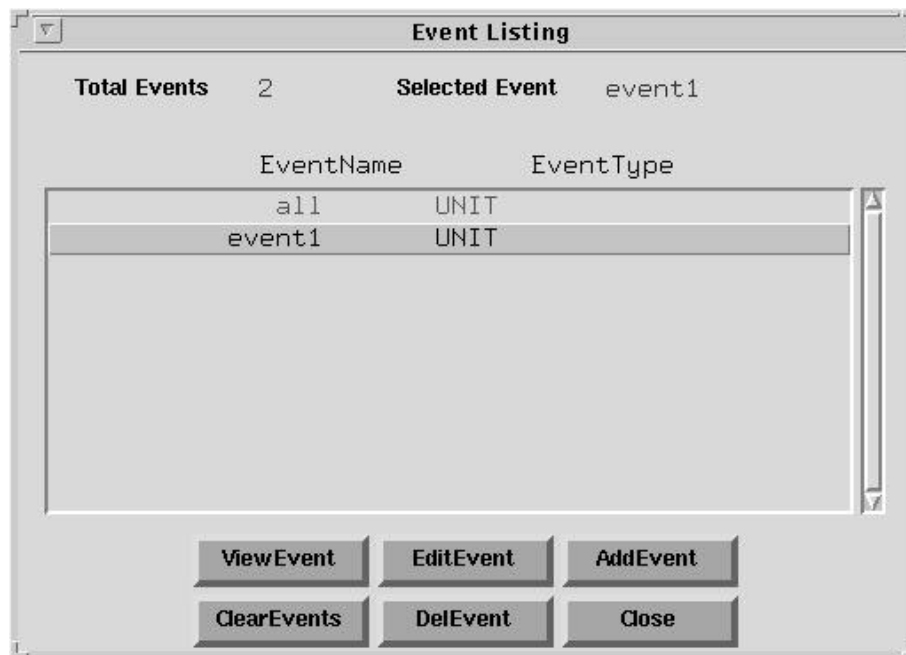 Event Listing
Total Events 2 Selected Event event1
EventName EventType
all UNIT
event1 UNIT
ViewEvent EditEvent AddEvent
ClearEvents DelEvent Close